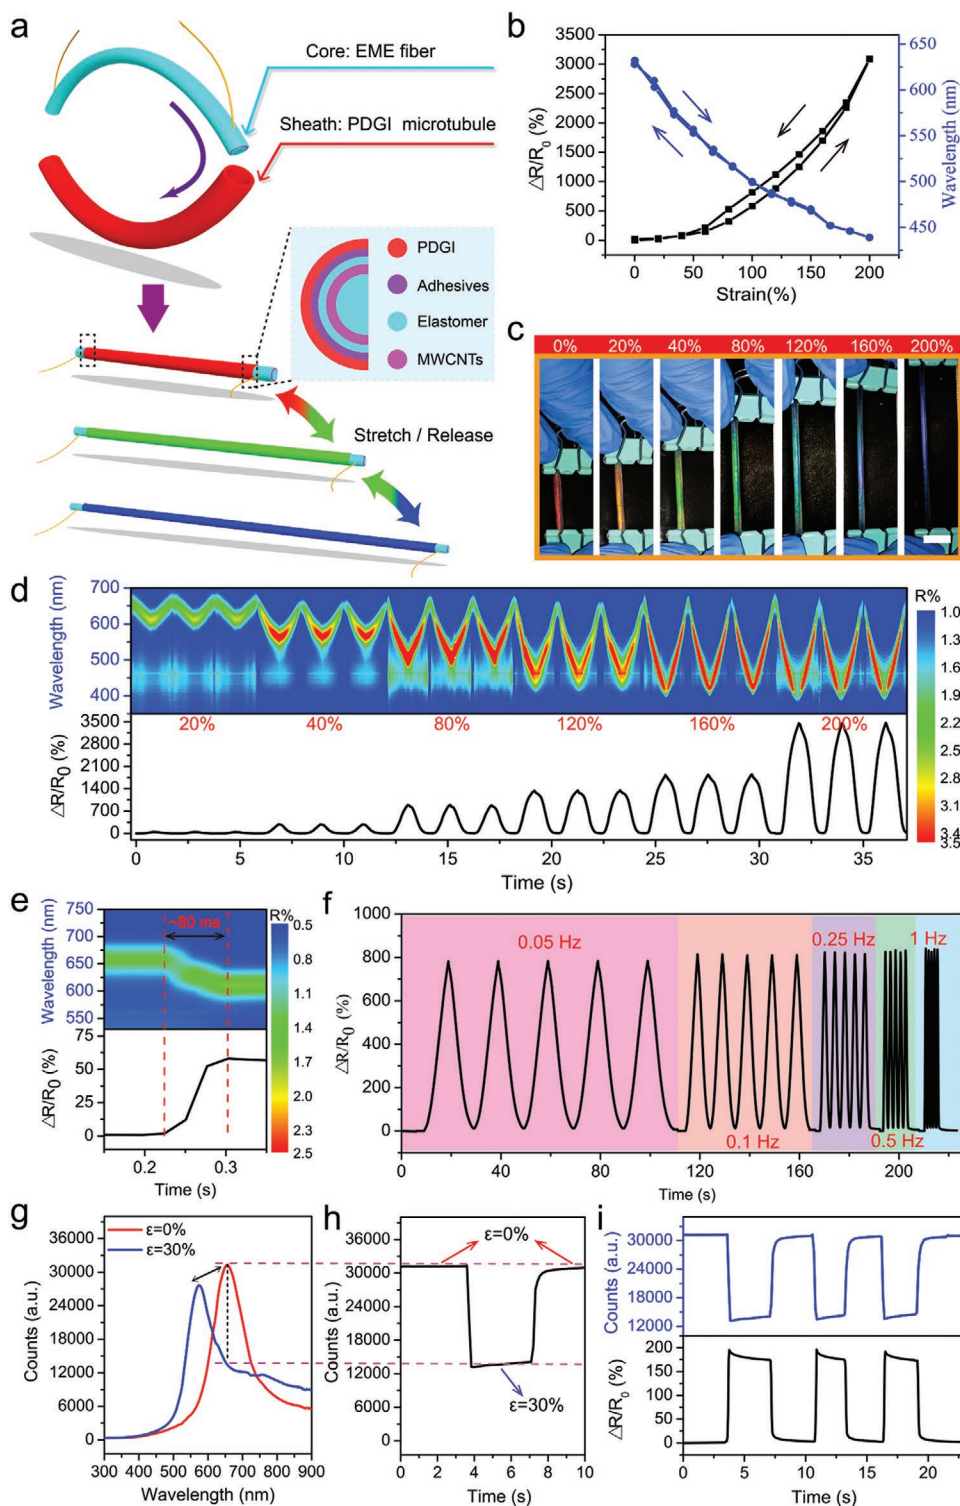 a
Core: EME fiber
Sheath: PDGI microtubule
PDGI
Adhesives
Elastomer
MWCNTs
Stretch / Release
b
3500
3000
2500
2000
1500
1000
500
0
ΔR/R0 (%)
650
600
550
500
450
Wavelength (nm)
0 50 100 150 200
Strain(%)
c
0% 20% 40% 80% 120% 160% 200%
d
700
600
500
400
Wavelength (nm)
20% 40% 80% 120% 160% 200%
3500
2800
2100
1400
700
0
ΔR/R0 (%)
0 5 10 15 20 25 30 35
Time (s)
R%
1.0
1.3
1.6
1.9
2.2
2.5
2.8
3.1
3.4
3.5
e
750
700
650
600
550
Wavelength (nm)
~80 ms
R%
0.5
0.8
1.1
1.4
1.7
2.0
2.3
2.5
75
50
25
0
ΔR/R0 (%)
0.2 0.3
Time (s)
f
1000
800
600
400
200
0
ΔR/R0 (%)
0.05 Hz
0.1 Hz
0.25 Hz
0.5 Hz
1 Hz
0 40 80 120 160 200
Time (s)
g
ε=0%
ε=30%
36000
30000
24000
18000
12000
6000
0
Counts (a.u.)
300 400 500 600 700 800 900
Wavelength (nm)
h
36000
30000
24000
18000
12000
6000
0
Counts (a.u.)
ε=0%
ε=30%
0 2 4 6 8 10
Time (s)
i
30000
24000
18000
12000
Counts (a.u.)
200
150
100
50
0
ΔR/R0 (%)
0 5 10 15 20
Time (s)